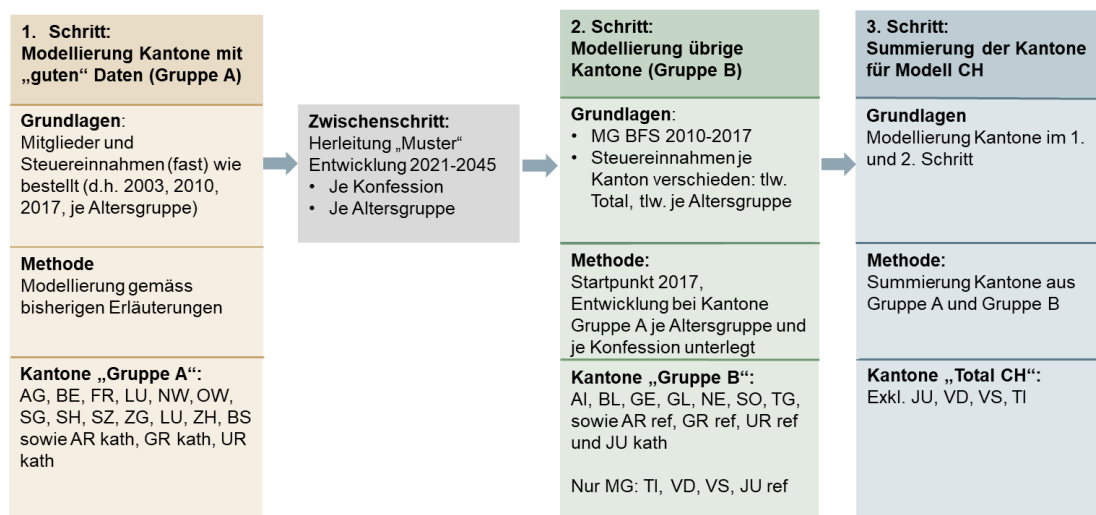 1. Schritt:
Modellierung Kantone mit
„guten“ Daten (Gruppe A)
Grundlagen:
Mitglieder und
Steuereinnahmen (fast) wie
bestellt (d.h. 2003, 2010,
2017, je Altersgruppe)
Methode
Modellierung gemäss
bisherigen Erläuterungen
Kantone „Gruppe A“:
AG, BE, FR, LU, NW, OW,
SG, SH, SZ, ZG, LU, ZH, BS
sowie AR kath, GR kath, UR
kath
Zwischenschritt:
Herleitung „Muster“
Entwicklung 2021-2045
• Je Konfession
• Je Altersgruppe
2. Schritt:
Modellierung übrige
Kantone (Gruppe B)
Grundlagen:
• MG BFS 2010-2017
• Steuereinnahmen je
Kanton verschieden: tlw.
Total, tlw. je Altersgruppe
Methode:
Startpunkt 2017,
Entwicklung bei Kantone
Gruppe A je Altersgruppe und
je Konfession unterlegt
Kantone „Gruppe B“:
AI, BL, GE, GL, NE, SO, TG,
sowie AR ref, GR ref, UR ref
und JU kath
Nur MG: TI, VD, VS, JU ref
3. Schritt:
Summierung der Kantone
für Modell CH
Grundlagen
Modellierung Kantone im 1.
und 2. Schritt
Methode:
Summierung Kantone aus
Gruppe A und Gruppe B
Kantone „Total CH“:
Exkl. JU, VD, VS, TI